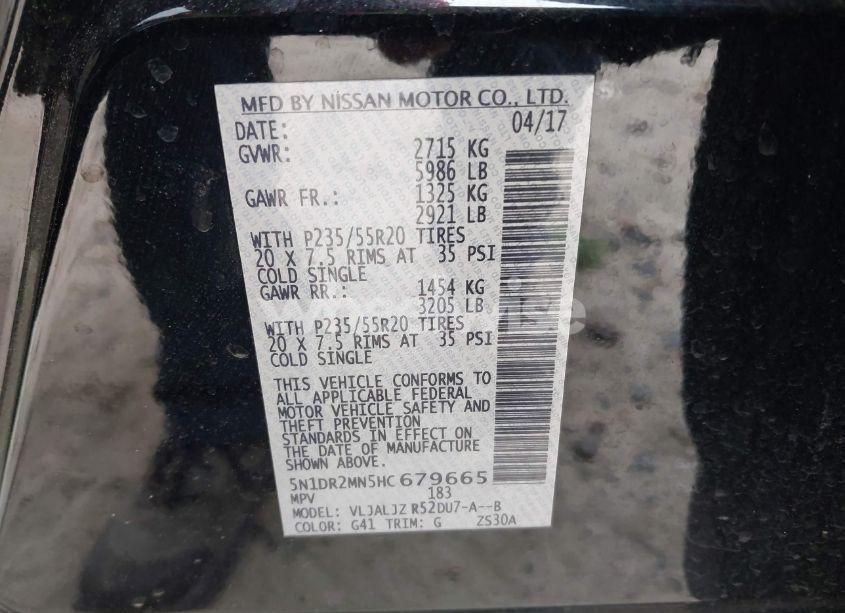 MFD BY NISSAN MOTOR CO., LTD.
DATE: 04/17
GVWR: 2715 KG
5986 LB
GAWR FR.: 1325 KG
2921 LB
WITH P235/55R20 TIRES
20 X 7.5 RIMS AT 35 PSI
COLD SINGLE
GAWR RR.: 1454 KG
3205 LB
WITH P235/55R20 TIRES
20 X 7.5 RIMS AT 35 PSI
COLD SINGLE
THIS VEHICLE CONFORMS TO
ALL APPLICABLE FEDERAL
MOTOR VEHICLE SAFETY AND
THEFT PREVENTION
STANDARDS IN EFFECT ON
THE DATE OF MANUFACTURE
SHOWN ABOVE.
5N1DR2MN5HC679665
MPV 183
MODEL: VLJALJZ R52DU7-A--B
COLOR: G41 TRIM: G ZS30A